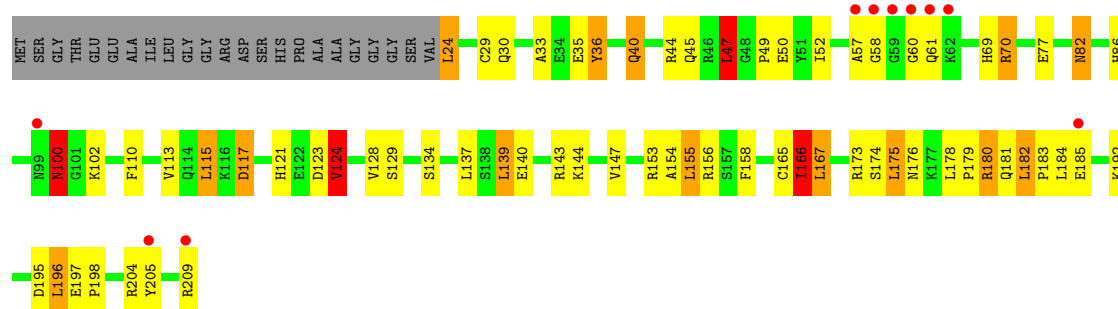 MET SER GLY THR GLU GLU ALA ILE LEU GLY GLY ARG ASP SER HIS PRO ALA ALA GLY GLY GLY SER VAL L24 C29 Q30 A33 E34 E35 Y36 Q40 R44 Q45 R46 L47 G48 P49 E50 Y51 I52 A57 G58 G59 G60 Q61 K62 H69 R70 E77 N82 H86
N99 N100 G101 K102 F110 V113 Q114 L115 K116 D117 H121 E122 D123 V124 V128 S129 S134 L137 S138 L139 E140 R143 K144 V147 R153 A154 L155 R156 S157 F158 C165 I166 L167 R173 S174 L175 N176 K177 L178 P179 R180 Q181 L182 P183 L184 E185 K192
D195 L196 E197 P198 R204 Y205 R209